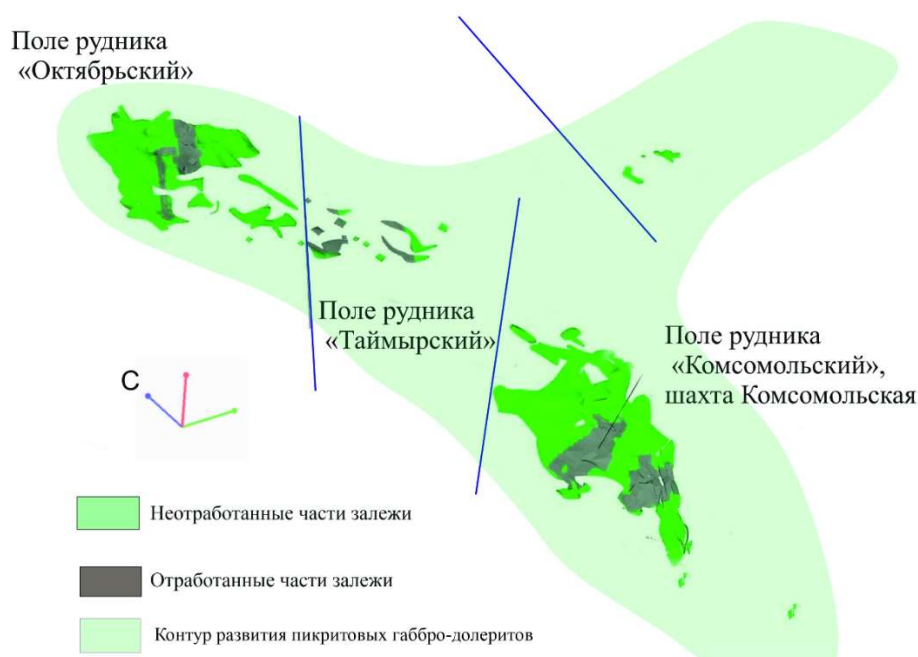 Поле рудника
«Октябрьский»
Поле рудника
«Таймырский»
Поле рудника
«Комсомольский»,
шахта Комсомольская
С
Неотработанные части залежи
Отработанные части залежи
Контур развития пикритовых габбро-долеритов